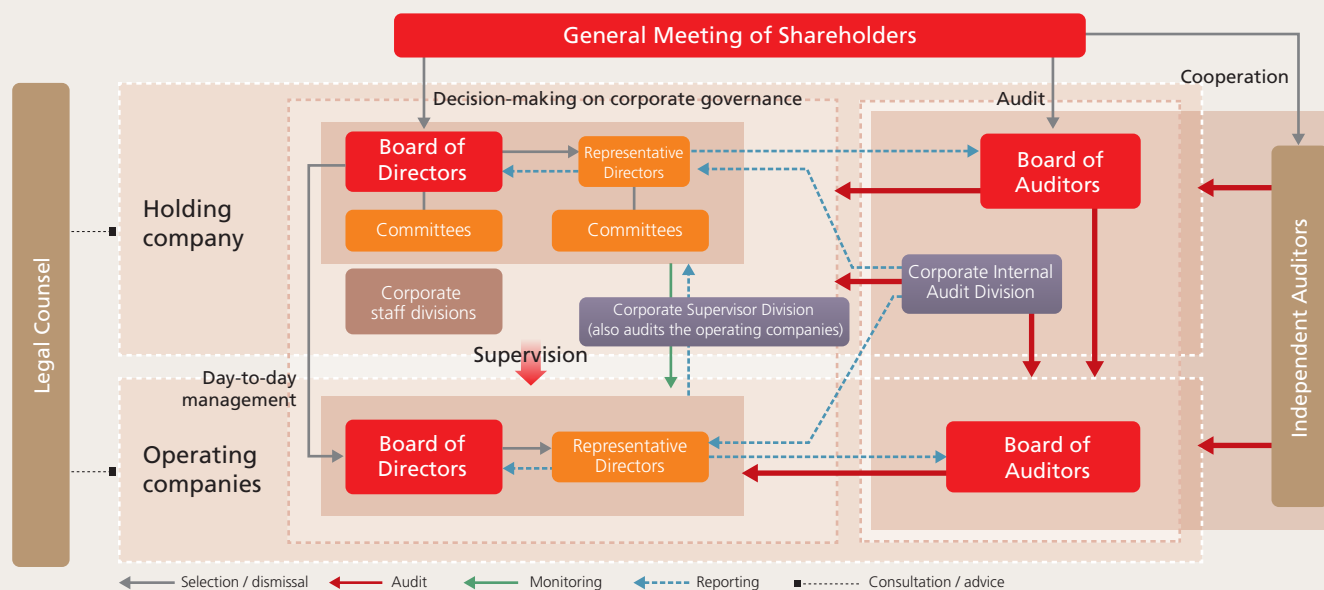 General Meeting of Shareholders
Cooperation
Decision-making on corporate governance
Audit
Legal Counsel
Holding
company
Board of
Directors
Representative
Directors
Committees
Committees
Corporate
staff divisions
Corporate Supervisor Division
(also audits the operating companies)
Board of
Auditors
Corporate Internal
Audit Division
Independent Auditors
Supervision
Day-to-day
management
Operating
companies
Board of
Directors
Representative
Directors
Board of
Auditors
Selection / dismissal
Audit
Monitoring
Reporting
Consultation / advice